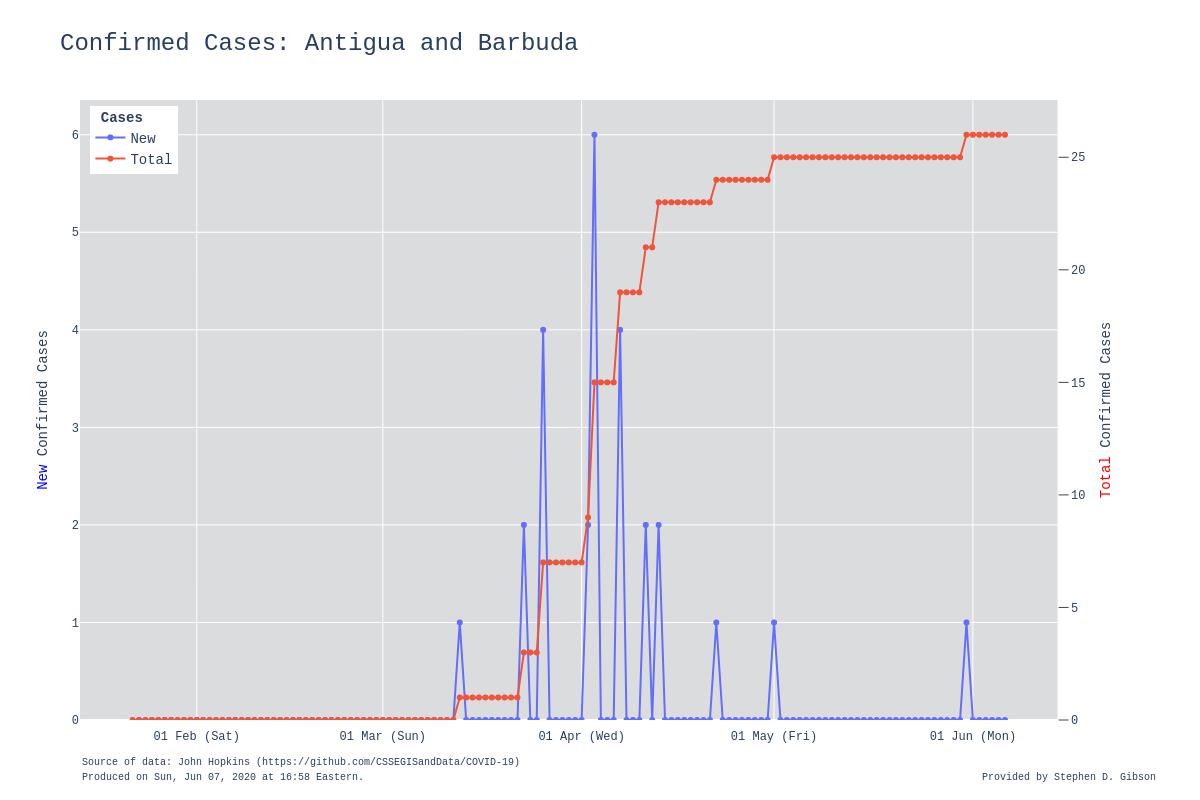 Confirmed Cases: Antigua and Barbuda
Cases
New
Total
6
5
4
3
2
1
0
25
20
15
10
5
0
New Confirmed Cases
Total Confirmed Cases
01 Feb (Sat)
01 Mar (Sun)
01 Apr (Wed)
01 May (Fri)
01 Jun (Mon)
Source of data: John Hopkins (https://github.com/CSSEGISandData/COVID-19)
Produced on Sun, Jun 07, 2020 at 16:58 Eastern.
Provided by Stephen D. Gibson